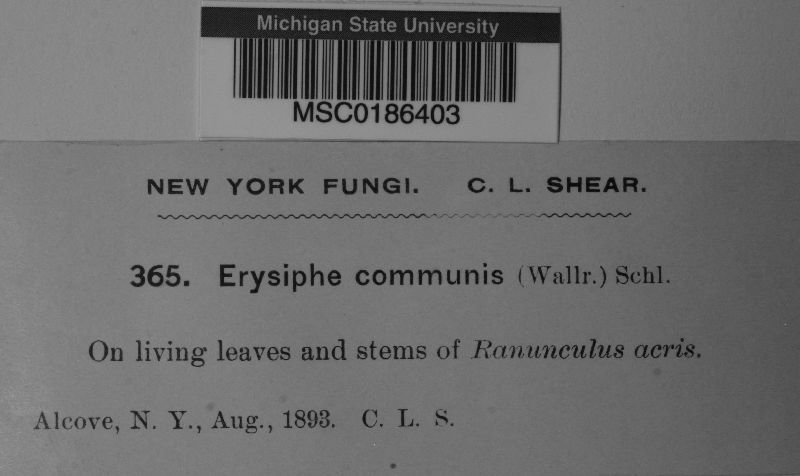 Michigan State University
MSC0186403
NEW YORK FUNGI. C. L. SHEAR.
365. Erysiphe communis (Wallr.) Schl.
On living leaves and stems of Ranunculus acris.
Alcove, N. Y., Aug., 1893. C. L. S.